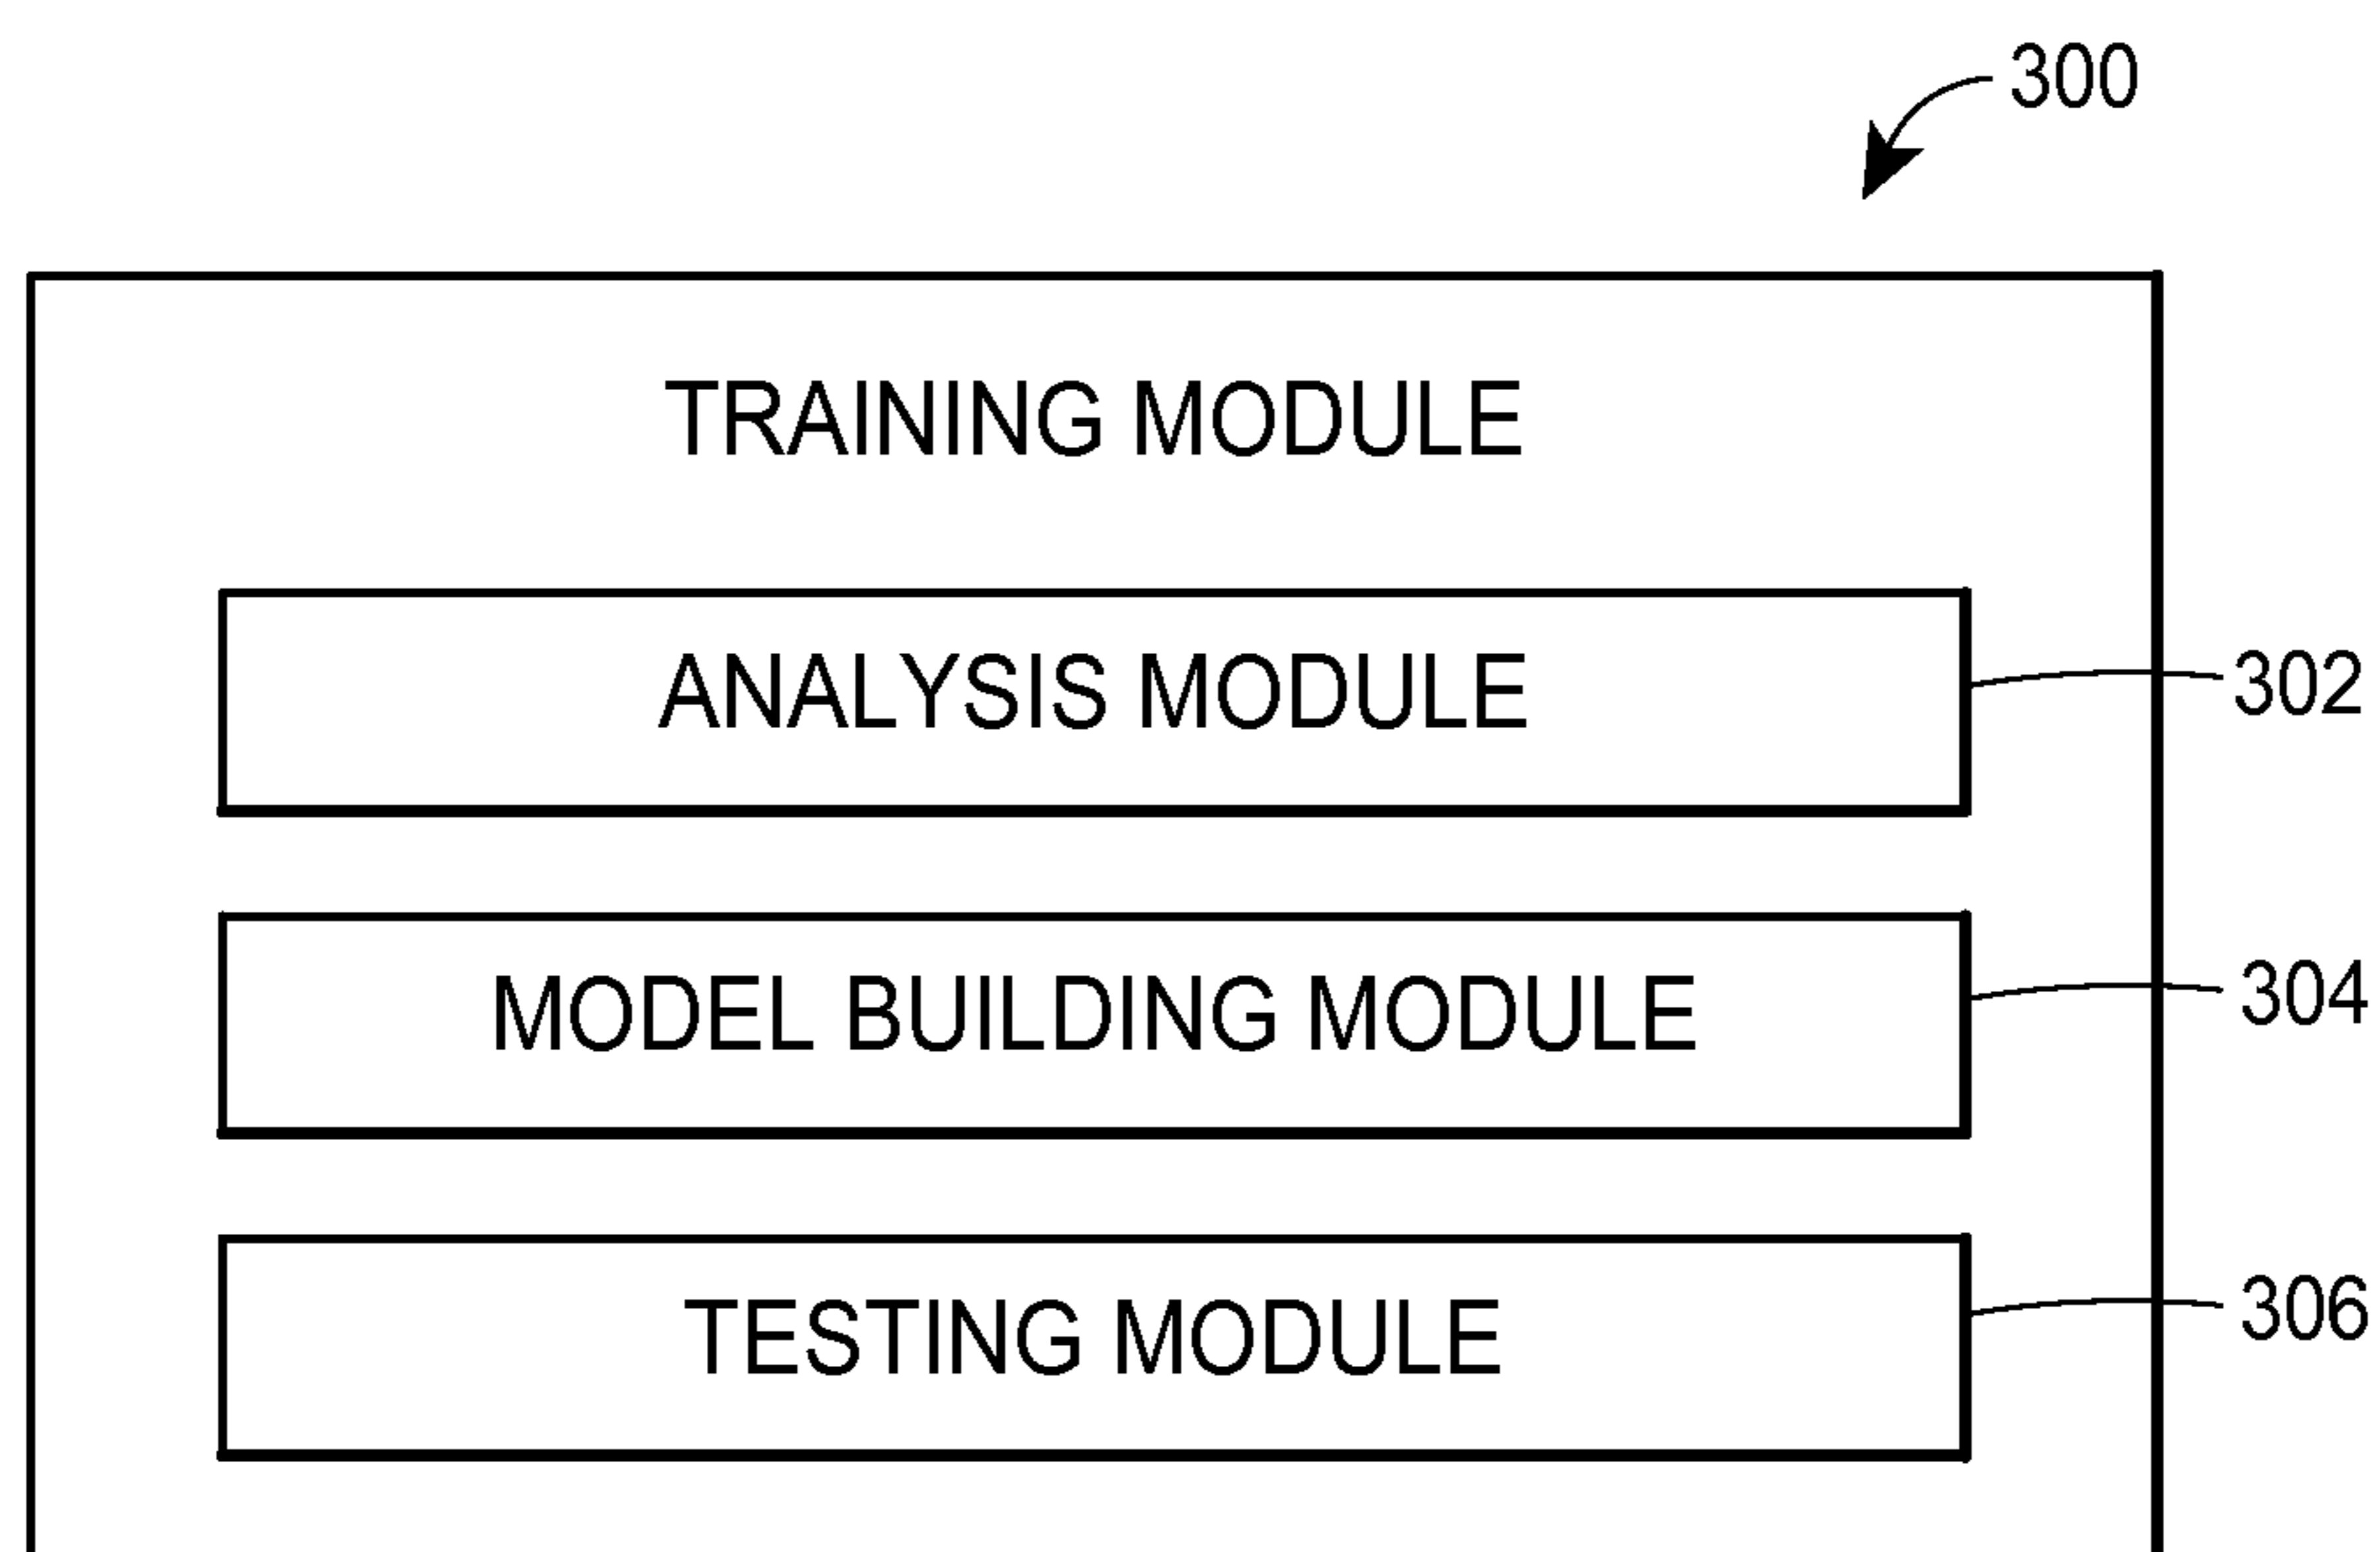 300
TRAINING MODULE
ANALYSIS MODULE
302
MODEL BUILDING MODULE
304
TESTING MODULE
306